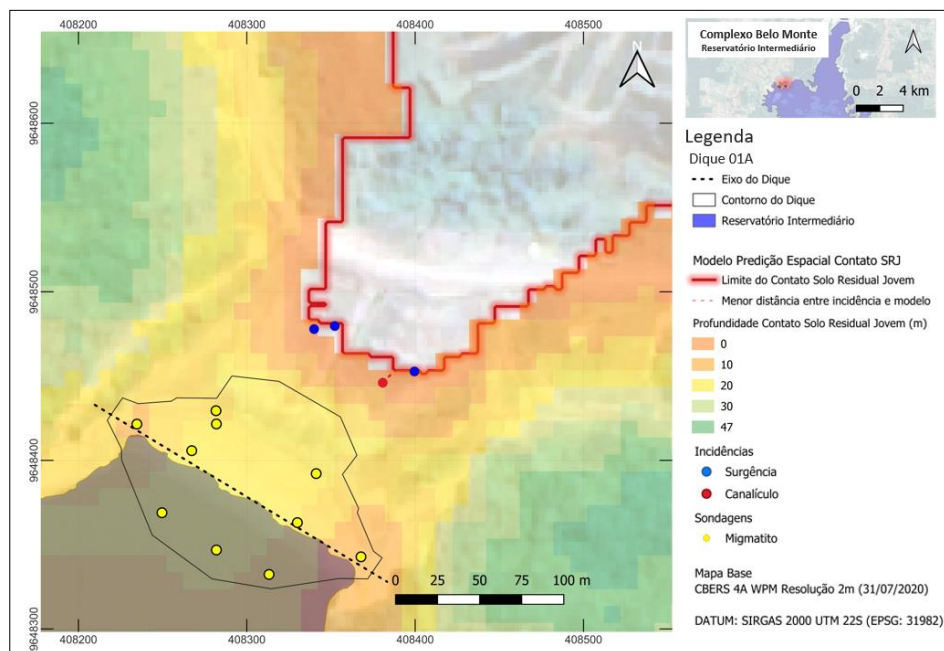 408200
408300
408400
408500
9648600
9648500
9648400
9648300
N
408200
408300
408400
408500
0 25 50 75 100 m
Complexo Belo Monte
Reservatório Intermediário
0 2 4 km
Legenda
Dique 01A
Eixo do Dique
Contorno do Dique
Reservatório Intermediário
Modelo Predição Espacial Contato SRJ
Limite do Contato Solo Residual Jovem
Menor distância entre incidência e modelo
Profundidade Contato Solo Residual Jovem (m)
0
10
20
30
47
Incidências
Surgência
Canalículo
Sondagens
Migmatito
Mapa Base
CBERS 4A WPM Resolução 2m (31/07/2020)
DATUM: SIRGAS 2000 UTM 22S (EPSG: 31982)